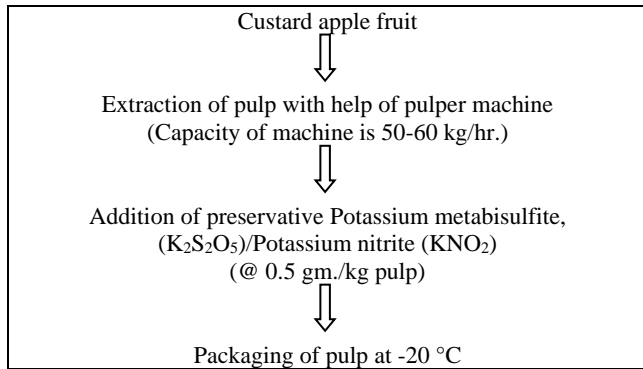 Custard apple fruit
Extraction of pulp with help of pulper machine
(Capacity of machine is 50-60 kg/hr.)
Addition of preservative Potassium metabisulfite,
(K₂S₂O₅)/Potassium nitrite (KNO₂)
(@ 0.5 gm./kg pulp)
Packaging of pulp at -20 °C